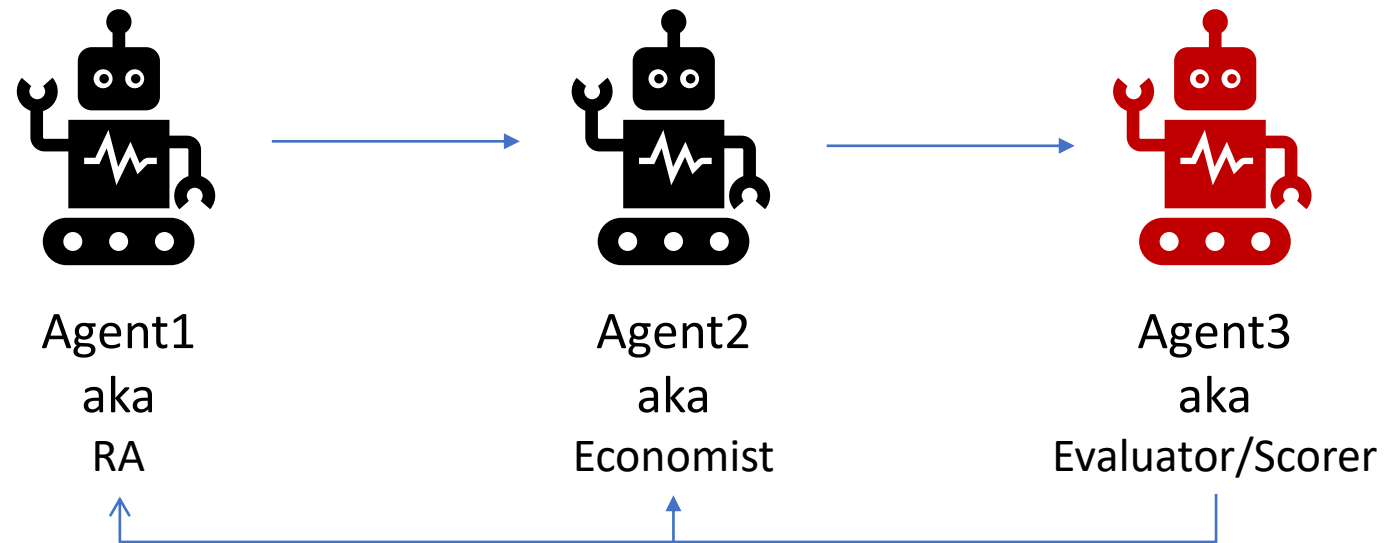 Agent1
aka
RA
Agent2
aka
Economist
Agent3
aka
Evaluator/Scorer